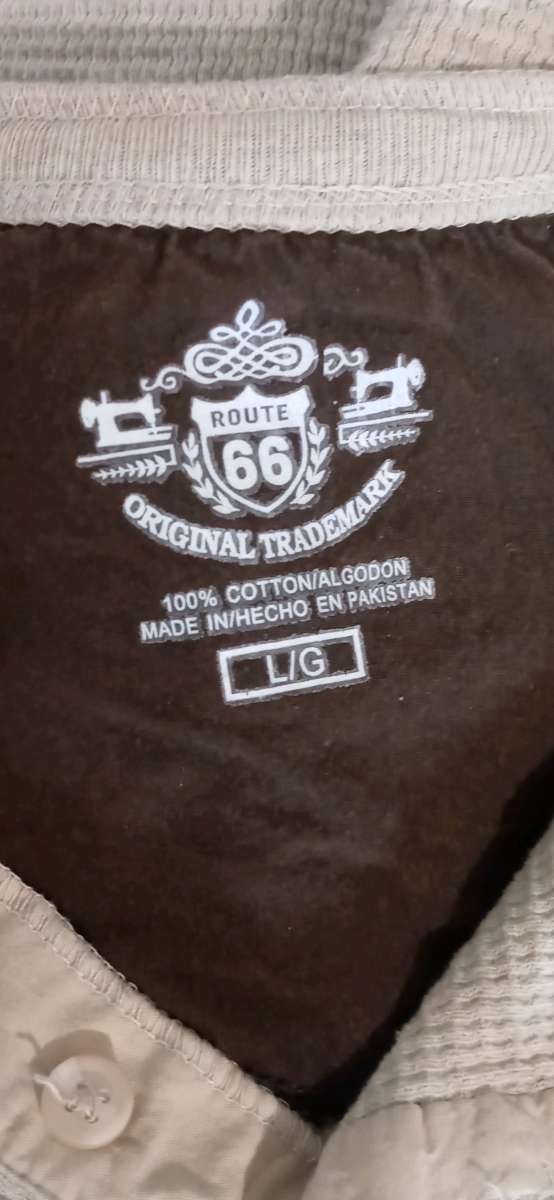 ROUTE
66
ORIGINAL TRADEMARK
100% COTTON/ALGODON
MADE IN/HECHO EN PAKISTAN
L/G